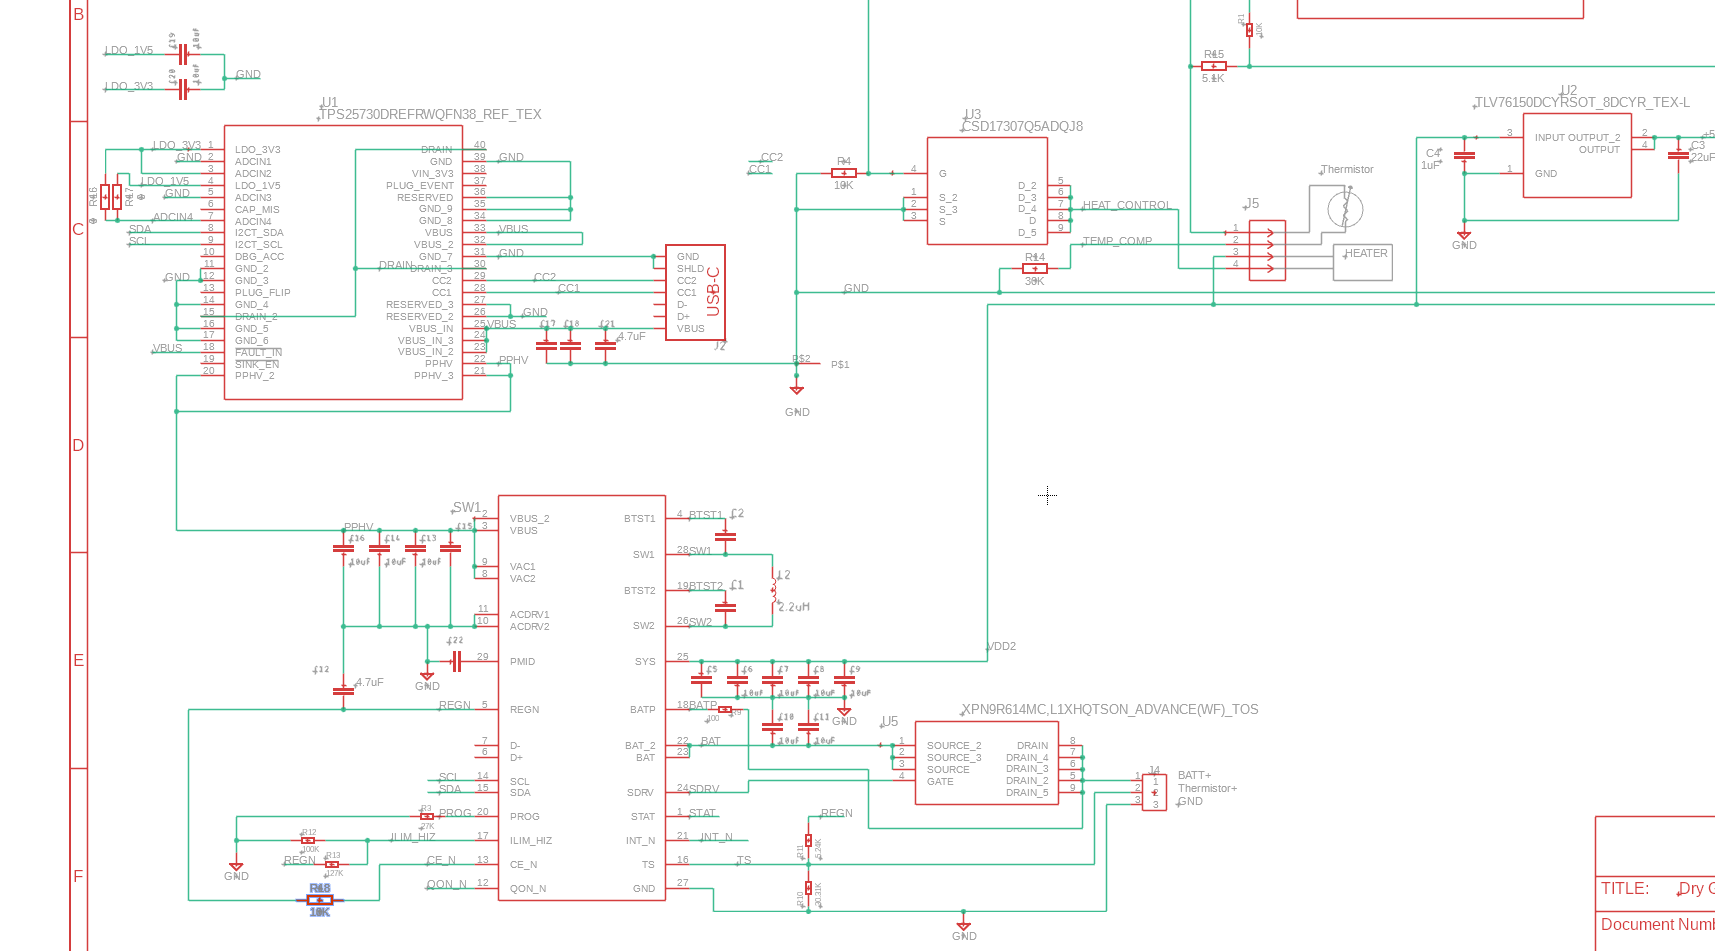 B
C
D
E
F
LDO_1V5
C19
10uF
LDO_3V3
C20
10uF
GND
U1
TPS25730DREFRWQFN38_REF_TEX
LDO_3V3
GND
LDO_1V5
GND
ADCIN4
SDA
SCL
GND
VBUS
R16
R17
0
0
1 LDO_3V3
2 ADCIN1
3 ADCIN2
4 LDO_1V5
5 ADCIN3
6 CAP_MIS
7 ADCIN4
8 I2CT_SDA
9 I2CT_SCL
10 DBG_ACC
11 GND_2
12 GND_3
13 PLUG_FLIP
14 GND_4
15 DRAIN_2
16 GND_5
17 GND_6
18 FAULT_IN
19 SINK_EN
20 PPHV_2
DRAIN 40
GND 39
VIN_3V3 38
PLUG_EVENT 37
RESERVED 36
GND_9 35
GND_8 34
VBUS 33
VBUS_2 32
GND_7 31
DRAIN_3 30
CC2 29
CC1 28
RESERVED_3 27
RESERVED_2 26
VBUS_IN 25
VBUS_IN_3 24
VBUS_IN_2 23
PPHV 22
PPHV_3 21
DRAIN
GND
VBUS
GND
CC2
CC1
GND
VBUS
PPHV
C17
C18
C21
4.7uF
GND
SHLD
CC2
CC1
D-
D+
VBUS
USB-C
J2
CC2
CC1
P$2
P$1
GND
R4
10K
U3
CSD17307Q5ADQJ8
4 G
1 S_2
2 S_3
3 S
D_2 5
D_3 6
D_4 7
D 8
D_5 9
HEAT_CONTROL
TEMP_COMP
R14
30K
GND
R1
10K
R15
5.1K
J5
1
2
3
4
Thermistor
HEATER
U2
TLV76150DCYRSOT_8DCYR_TEX-L
3 INPUT OUTPUT_2 2
OUTPUT 4
1 GND
C4
1uF
C3
22uF
+5
GND
SW1
PPHV
C16
10uF
C14
10uF
C13
10uF
C15
C22
GND
C12
4.7uF
REGN
SCL
SDA
PROG
ILIM_HIZ
CE_N
QON_N
R3
27K
R12
100K
REGN
R13
127K
GND
R18
10K
2 VBUS_2
3 VBUS
9 VAC1
8 VAC2
11 ACDRV1
10 ACDRV2
29 PMID
5 REGN
7 D-
6 D+
14 SCL
15 SDA
20 PROG
17 ILIM_HIZ
13 CE_N
12 QON_N
BTST1 4 BTST1
SW1 28 SW1
BTST2 19 BTST2
SW2 26 SW2
SYS 25
BATP 18 BATP
BAT_2 22 BAT
BAT 23
SDRV 24 SDRV
STAT 1 STAT
INT_N 21 INT_N
TS 16 TS
GND 27
C2
C1
L2
2.2uH
VDD2
C5
C6
10uF
C7
10uF
C8
10uF
C9
10uF
R9
100
C10
10uF
C11
10uF
GND
U5
XPN9R614MC,L1XHQTSON_ADVANCE(WF)_TOS
1 SOURCE_2
2 SOURCE_3
3 SOURCE
4 GATE
DRAIN 8
DRAIN_4 7
DRAIN_3 6
DRAIN_2 5
DRAIN_5 9
J4
1 1
2 2
3 3
BATT+
Thermistor+
GND
REGN
R11
5.24K
R10
30.31K
GND
TITLE:
Dry
Document Num